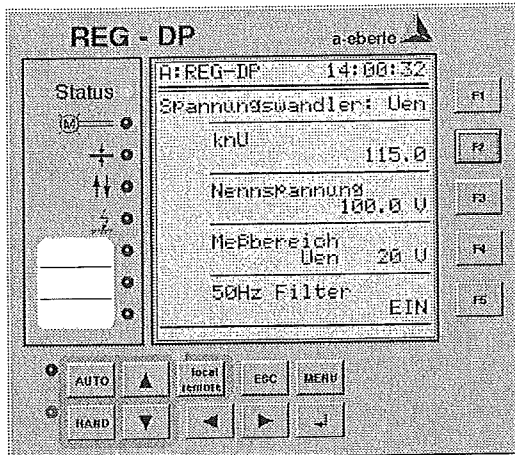 REG - DP
a-eberle
Status
M
A:REG-DP 14:00:32
Spannungswandler: Uen
knU
115.0
Nennspannung
100.0 V
Meßbereich
Uen 20 V
50Hz Filter
EIN
F1
F2
F3
F4
F5
AUTO
local
remote
ESC
MENU
HAND